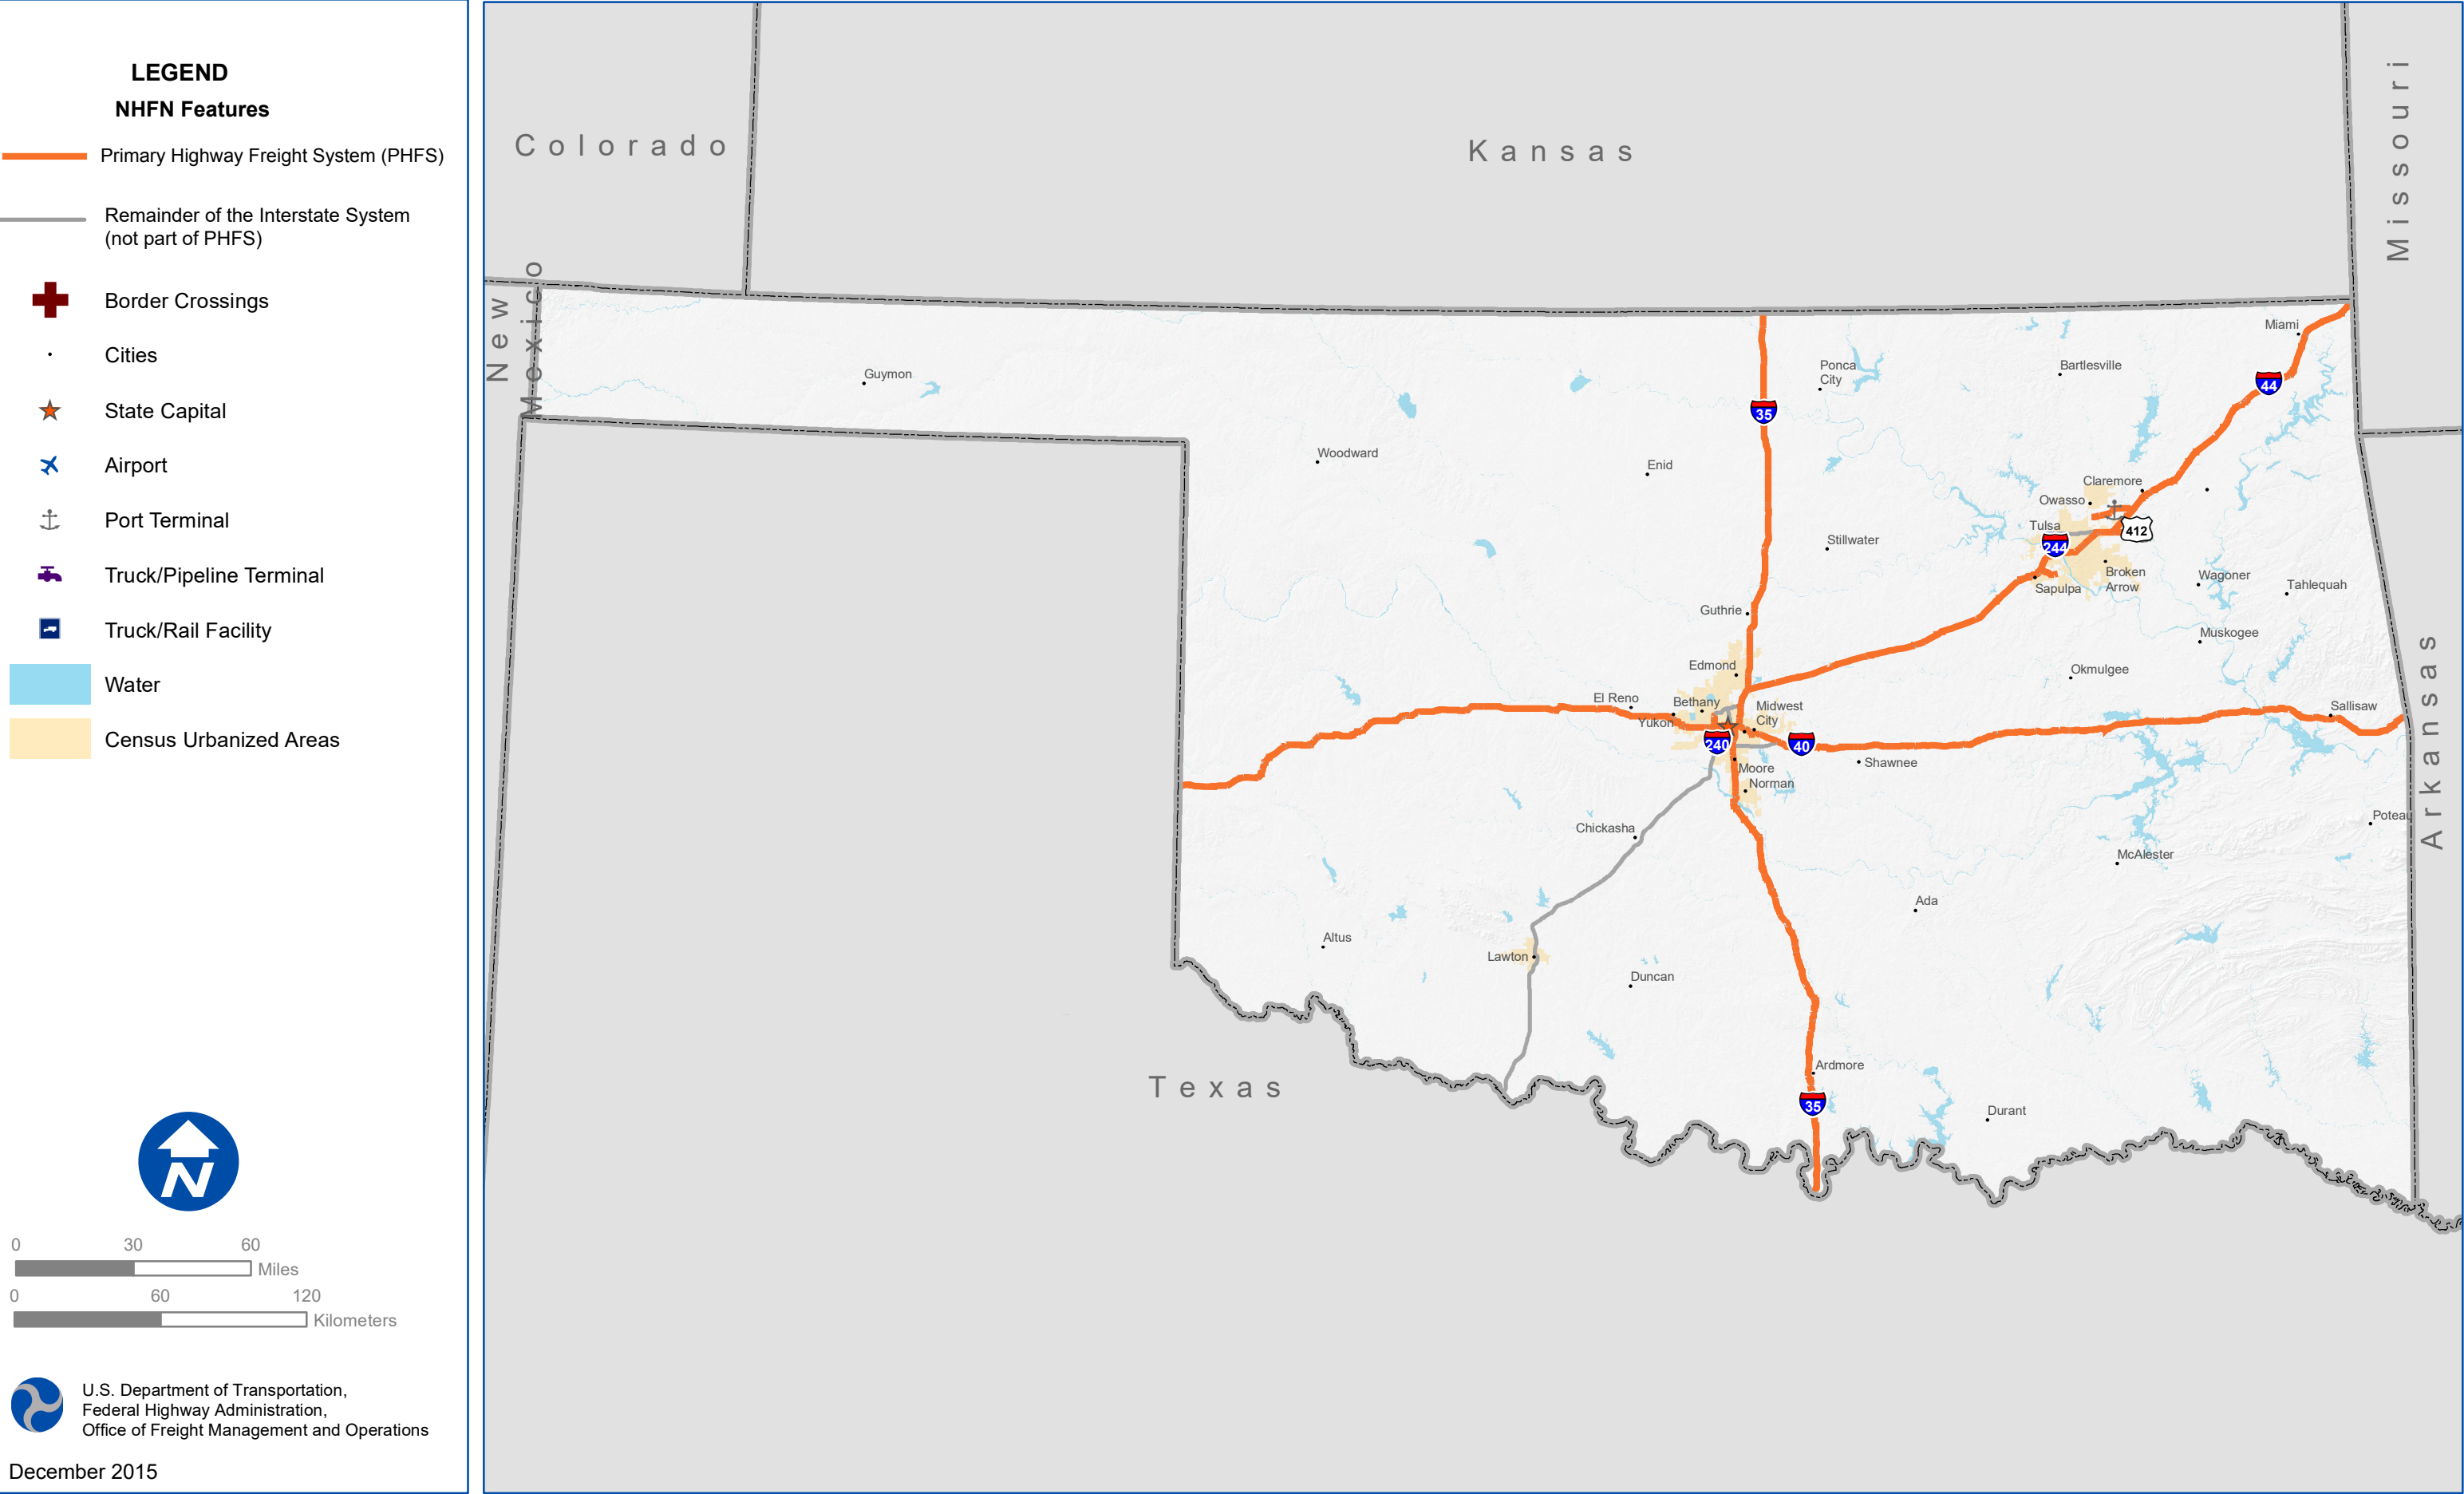 LEGEND
NHFN Features
Primary Highway Freight System (PHFS)
Remainder of the Interstate System
(not part of PHFS)
Border Crossings
Cities
State Capital
Airport
Port Terminal
Truck/Pipeline Terminal
Truck/Rail Facility
Water
Census Urbanized Areas
N
0 30 60
Miles
0 60 120
Kilometers
U.S. Department of Transportation,
Federal Highway Administration,
Office of Freight Management and Operations
December 2015
Colorado
Kansas
Missouri
New
Mexico
Texas
Arkansas
Guymon
Woodward
Enid
Ponca
City
Bartlesville
Miami
44
35
Claremore
Owasso
Tulsa
412
244
Stillwater
Broken
Arrow
Sapulpa
Wagoner
Tahlequah
Guthrie
Muskogee
Edmond
Okmulgee
El Reno
Bethany
Yukon
Midwest
City
Sallisaw
240
40
Moore
Shawnee
Norman
Chickasha
Poteau
McAlester
Ada
Altus
Lawton
Duncan
Ardmore
35
Durant